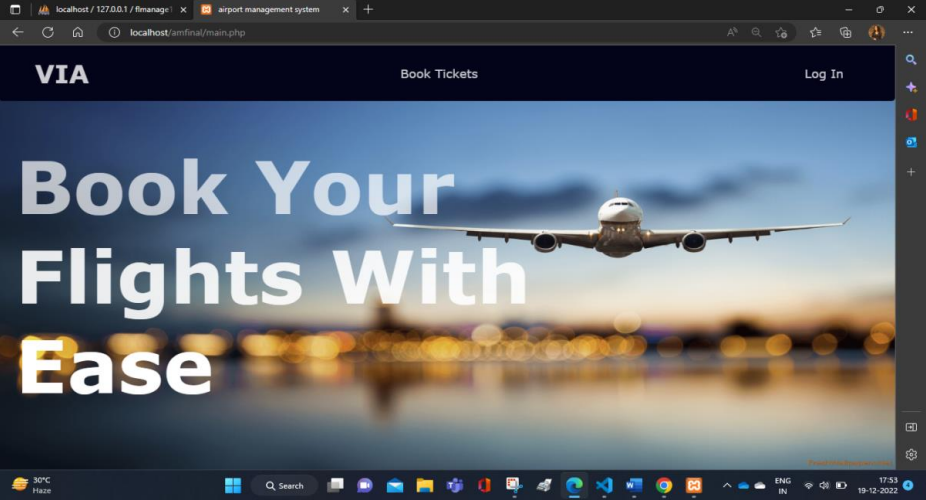 localhost / 127.0.0.1 / flmanage
airport management system
localhost/amfinal/main.php
VIA
Book Tickets
Log In
Book Your
Flights With
Ease
30°C
Haze
Search
ENG
IN
17:53
19-12-2022
4